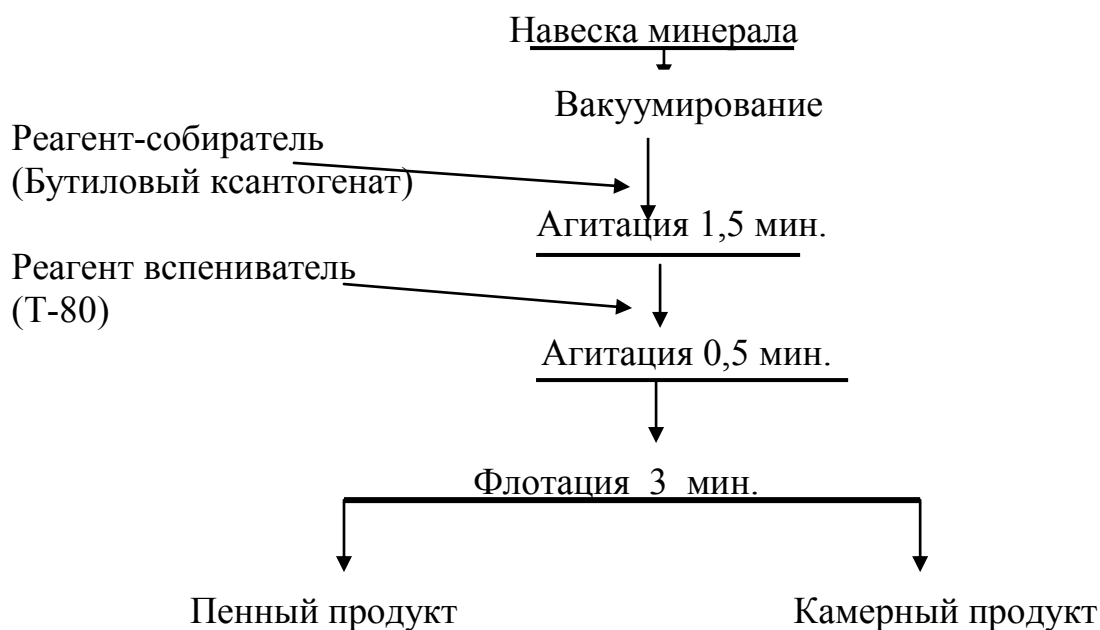 Навеска минерала
Вакуумирование
Реагент-собиратель
(Бутиловый ксантогенат)
Агитация 1,5 мин.
Реагент вспениватель
(Т-80)
Агитация 0,5 мин.
Флотация 3 мин.
Пенный продукт
Камерный продукт